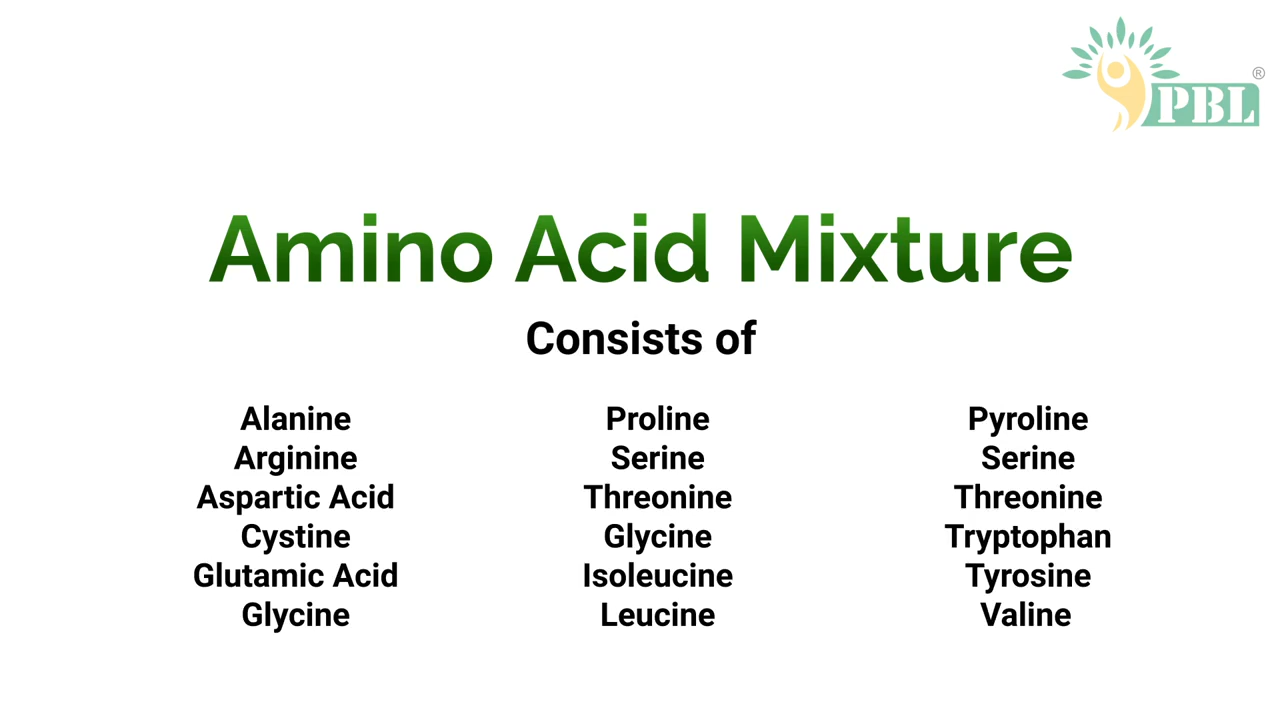 PBL®
Amino Acid Mixture
Consists of
Alanine
Arginine
Aspartic Acid
Cystine
Glutamic Acid
Glycine
Proline
Serine
Threonine
Glycine
Isoleucine
Leucine
Pyroline
Serine
Threonine
Tryptophan
Tyrosine
Valine